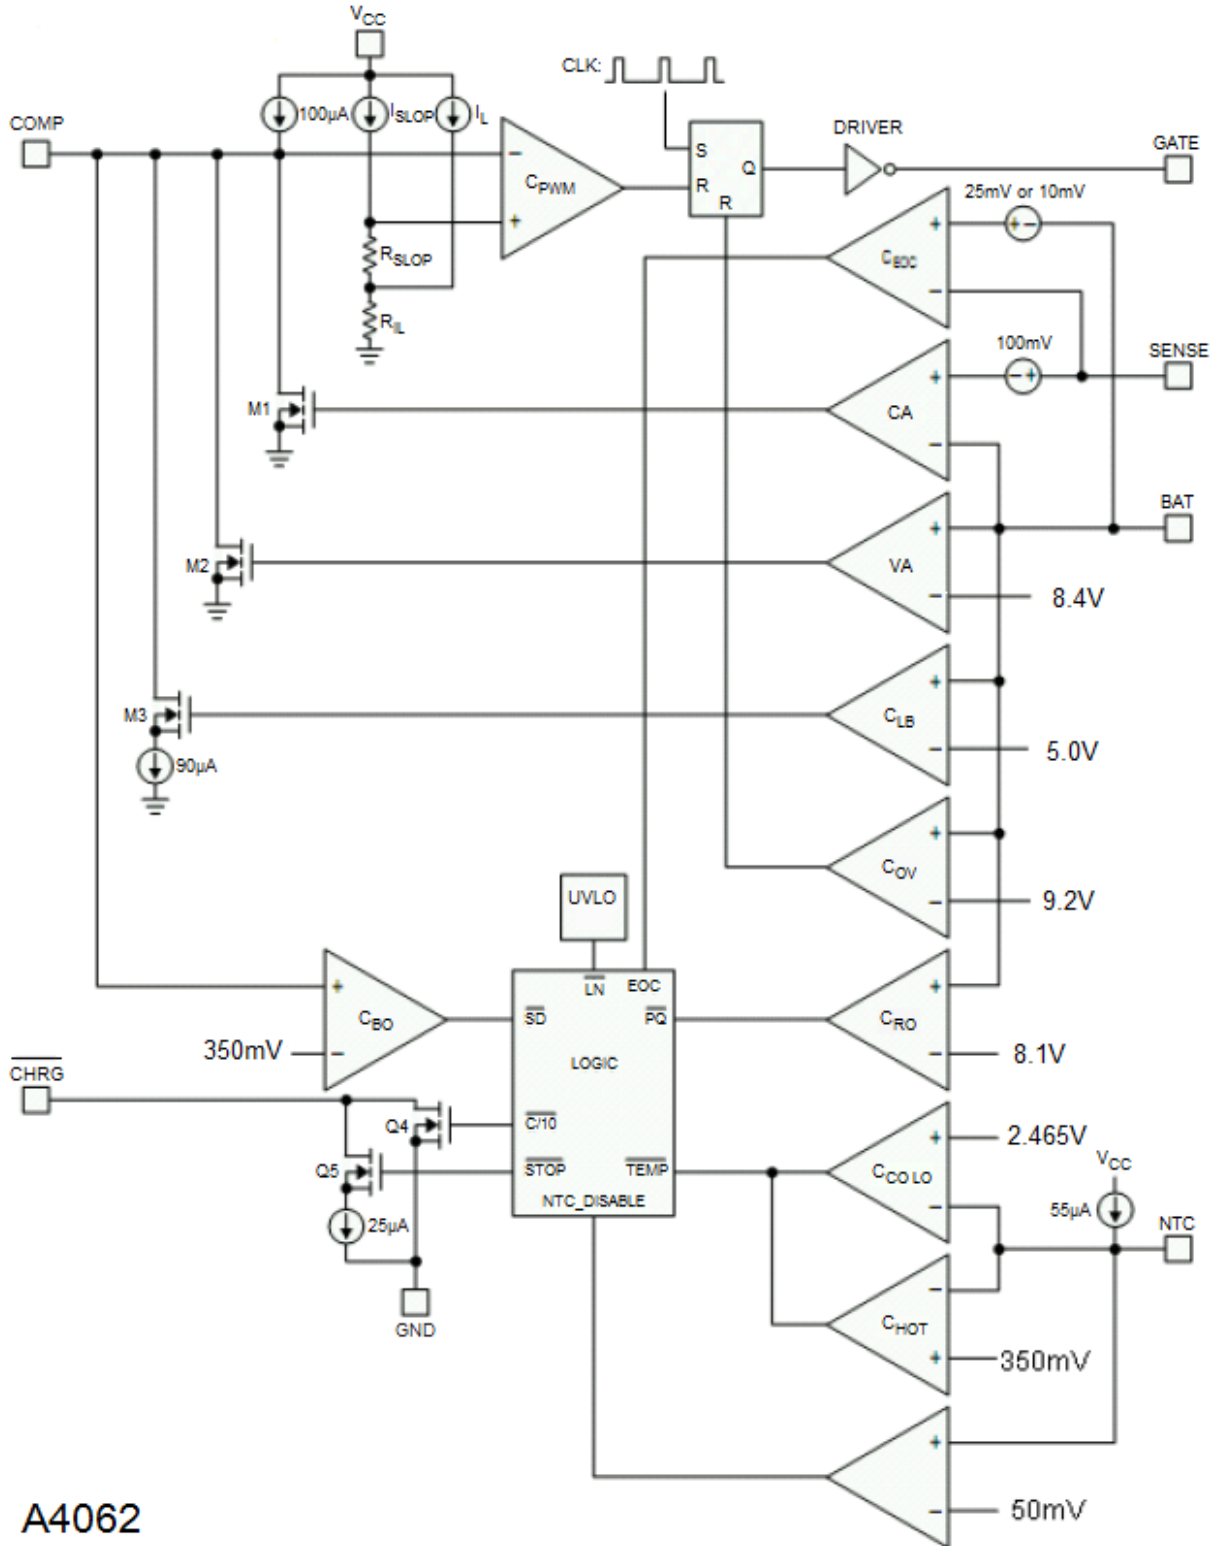 VCC
CLK:
100µA
ISLOP
IL
COMP
DRIVER
GATE
S
Q
R
R
−
CPWM
+
25mV or 10mV
+
+−
CEOC
−
RSLOP
RIL
100mV
SENSE
+
−+
M1
CA
−
BAT
+
M2
VA
−
8.4V
+
M3
CLB
−
5.0V
90µA
+
COV
−
9.2V
UVLO
LN
EOC
+
CBO
−
350mV
SD
PQ
LOGIC
+
CRO
−
8.1V
CHRG
Q4
C/10
Q5
STOP
TEMP
NTC_DISABLE
25µA
GND
+
2.465V
CCO LO
−
VCC
55µA
NTC
−
CHOT
+
350mV
+
−
50mV
A4062